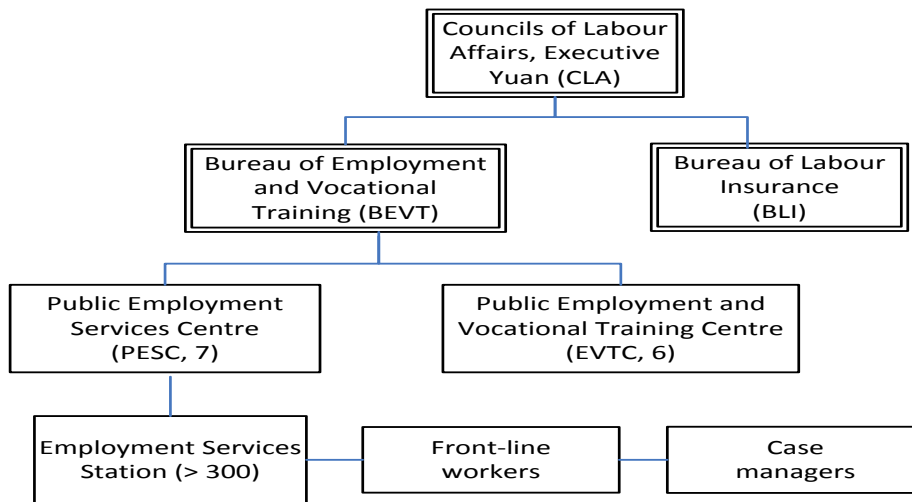 Councils of Labour
Affairs, Executive
Yuan (CLA)
Bureau of Employment
and Vocational
Training (BEVT)
Bureau of Labour
Insurance
(BLI)
Public Employment
Services Centre
(PESC, 7)
Public Employment and
Vocational Training Centre
(EVTC, 6)
Employment Services
Station (> 300)
Front-line
workers
Case
managers